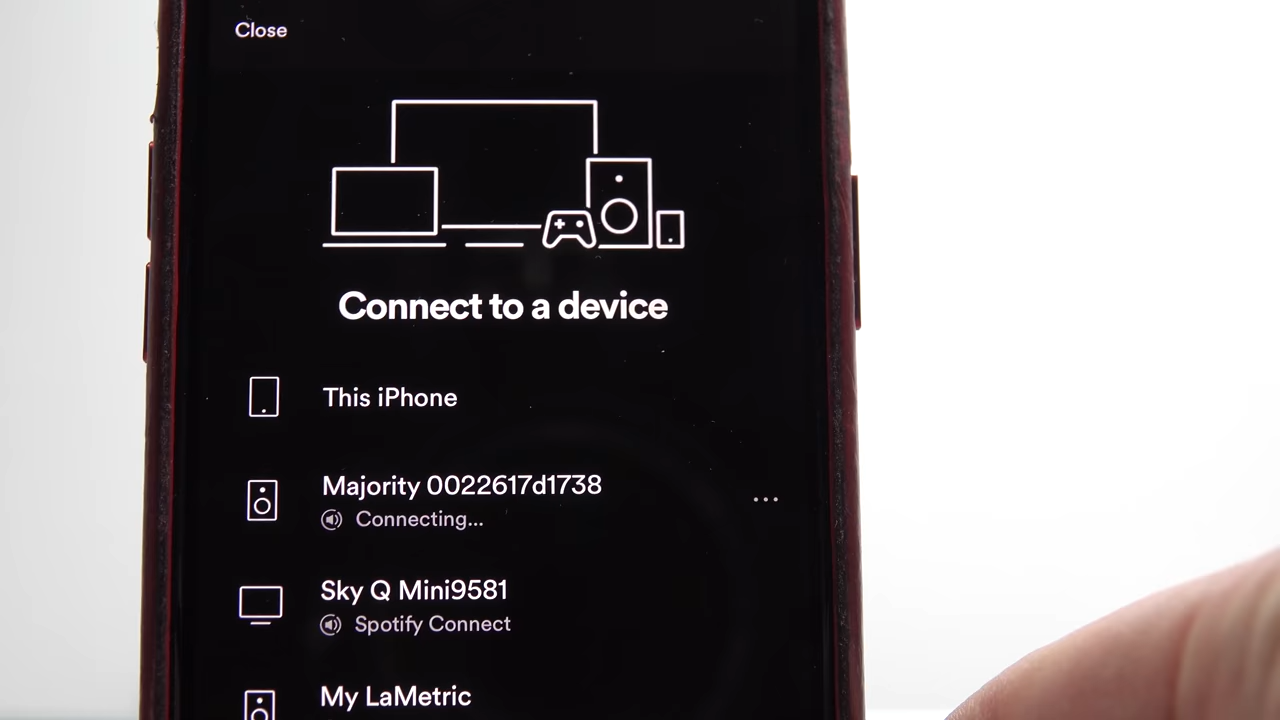 Close
Connect to a device
This iPhone
Majority 0022617d1738
Connecting...
Sky Q Mini9581
Spotify Connect
My LaMetric